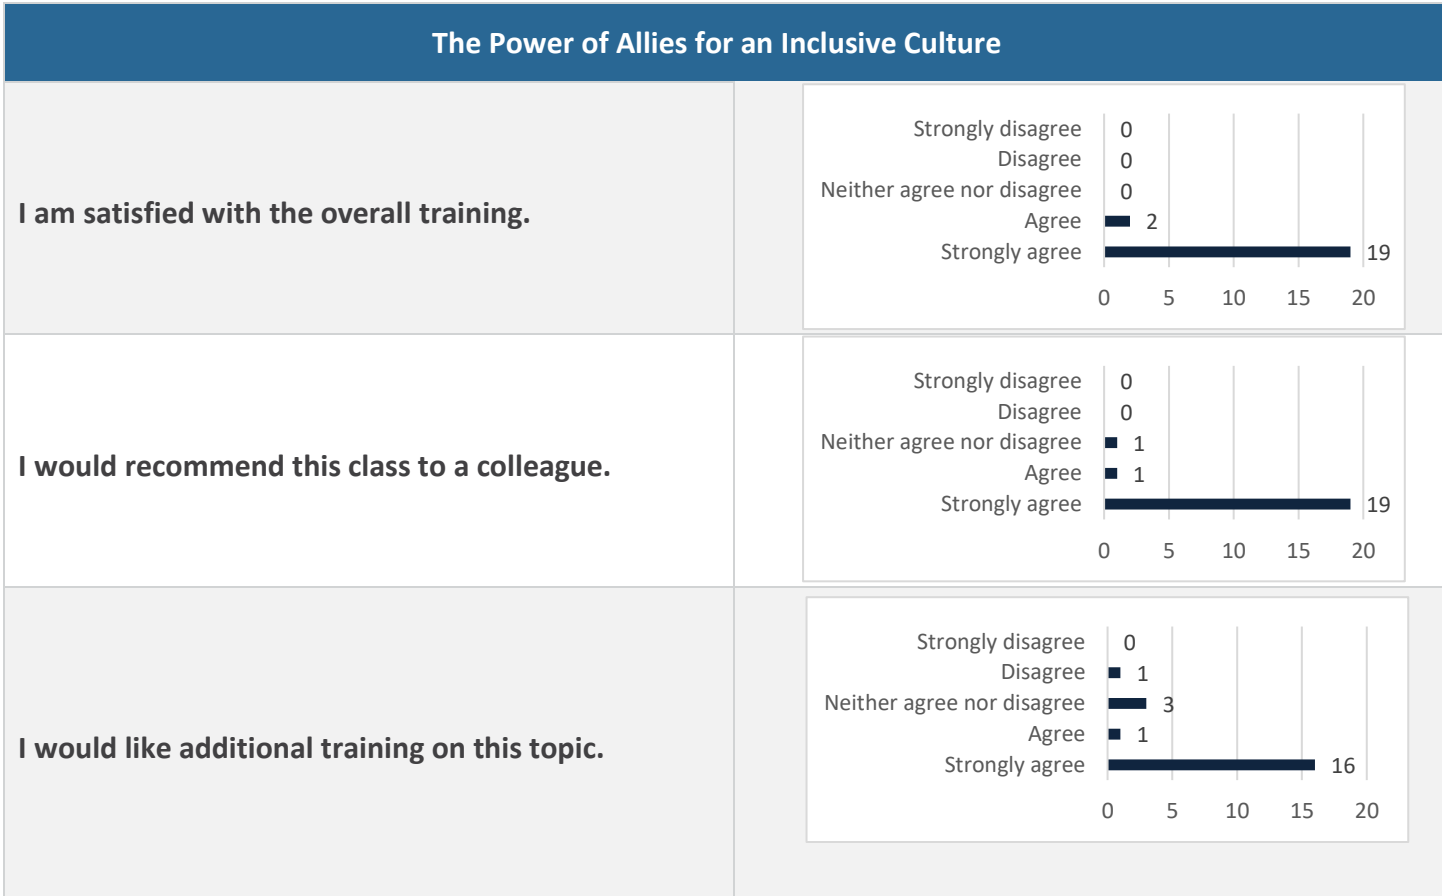 The Power of Allies for an Inclusive Culture
I am satisfied with the overall training.
Strongly disagree 0
Disagree 0
Neither agree nor disagree 0
Agree 2
Strongly agree 19
0 5 10 15 20
I would recommend this class to a colleague.
Strongly disagree 0
Disagree 0
Neither agree nor disagree 1
Agree 1
Strongly agree 19
0 5 10 15 20
I would like additional training on this topic.
Strongly disagree 0
Disagree 1
Neither agree nor disagree 3
Agree 1
Strongly agree 16
0 5 10 15 20